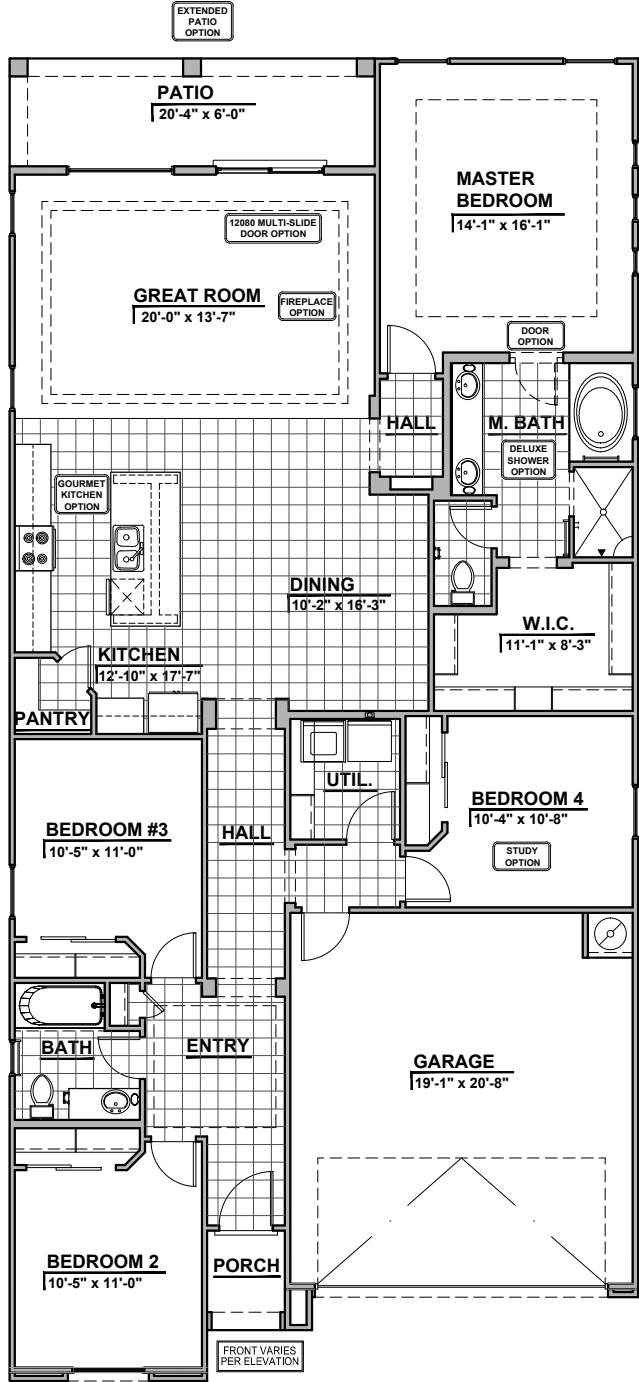 EXTENDED
PATIO
OPTION
PATIO
20'-4" x 6'-0"
MASTER
BEDROOM
14'-1" x 16'-1"
12080 MULTI-SLIDE
DOOR OPTION
GREAT ROOM
20'-0" x 13'-7"
FIREPLACE
OPTION
DOOR
OPTION
HALL
M. BATH
DELUXE
SHOWER
OPTION
GOURMET
KITCHEN
OPTION
DINING
10'-2" x 16'-3"
W.I.C.
11'-1" x 8'-3"
KITCHEN
12'-10" x 17'-7"
PANTRY
UTIL.
BEDROOM 4
10'-4" x 10'-8"
STUDY
OPTION
BEDROOM #3
10'-5" x 11'-0"
HALL
BATH
ENTRY
GARAGE
19'-1" x 20'-8"
BEDROOM 2
10'-5" x 11'-0"
PORCH
FRONT VARIES
PER ELEVATION